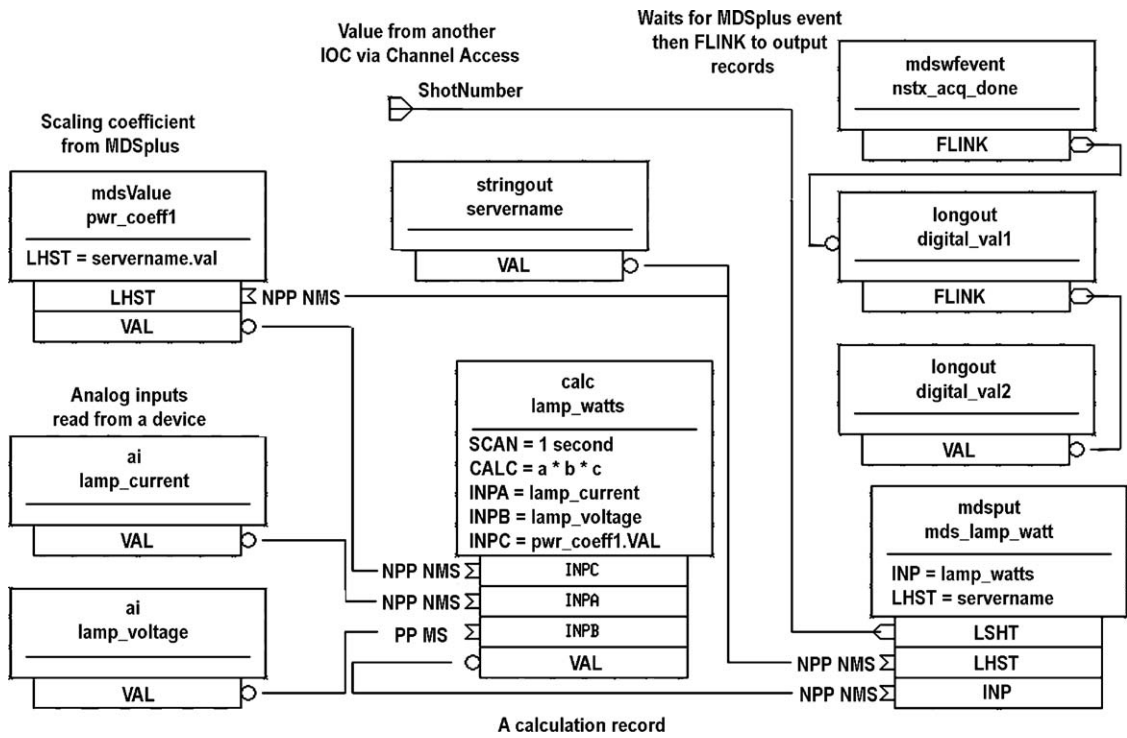 Value from another
IOC via Channel Access
ShotNumber
Waits for MDSplus event
then FLINK to output
records
mdswfevent
nstx_acq_done
FLINK
Scaling coefficient
from MDSplus
mdsValue
pwr_coeff1
LHST = servername.val
LHST
NPP NMS
VAL
stringout
servername
VAL
longout
digital_val1
FLINK
longout
digital_val2
VAL
Analog inputs
read from a device
ai
lamp_current
VAL
ai
lamp_voltage
VAL
calc
lamp_watts
SCAN = 1 second
CALC = a * b * c
INPA = lamp_current
INPB = lamp_voltage
INPC = pwr_coeff1.VAL
NPP NMS
INPC
NPP NMS
INPA
PP MS
INPB
VAL
A calculation record
mdsput
mds_lamp_watt
INP = lamp_watts
LHST = servername
LSHT
NPP NMS
LHST
NPP NMS
INP